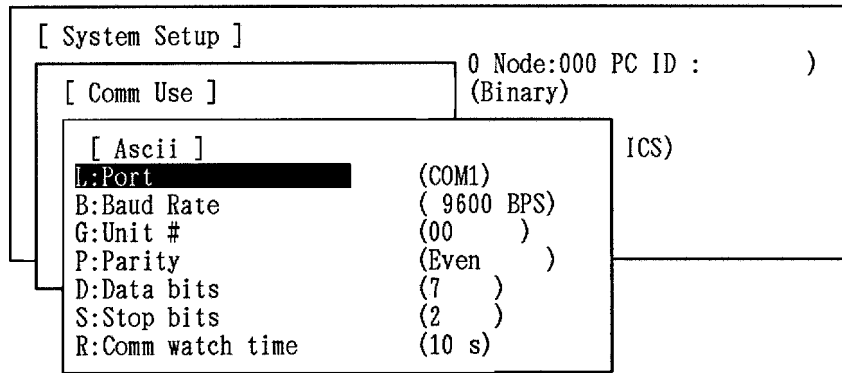 [ System Setup ]
0 Node:000 PC ID :        )
[ Comm Use ]
(Binary)
[ Ascii ]
ICS)
L:Port (COM1)
B:Baud Rate ( 9600 BPS)
G:Unit # (00      )
P:Parity (Even     )
D:Data bits (7    )
S:Stop bits (2    )
R:Comm watch time (10 s)